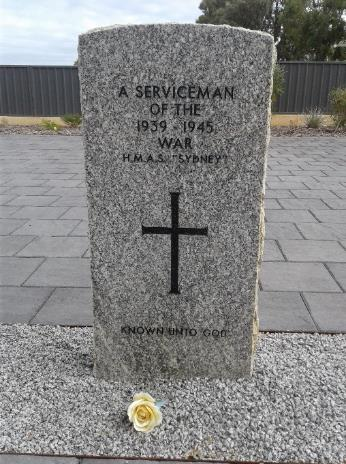 A SERVICEMAN
OF THE
1939 - 1945
WAR
H.M.A.S. "SYDNEY"
KNOWN UNTO GOD